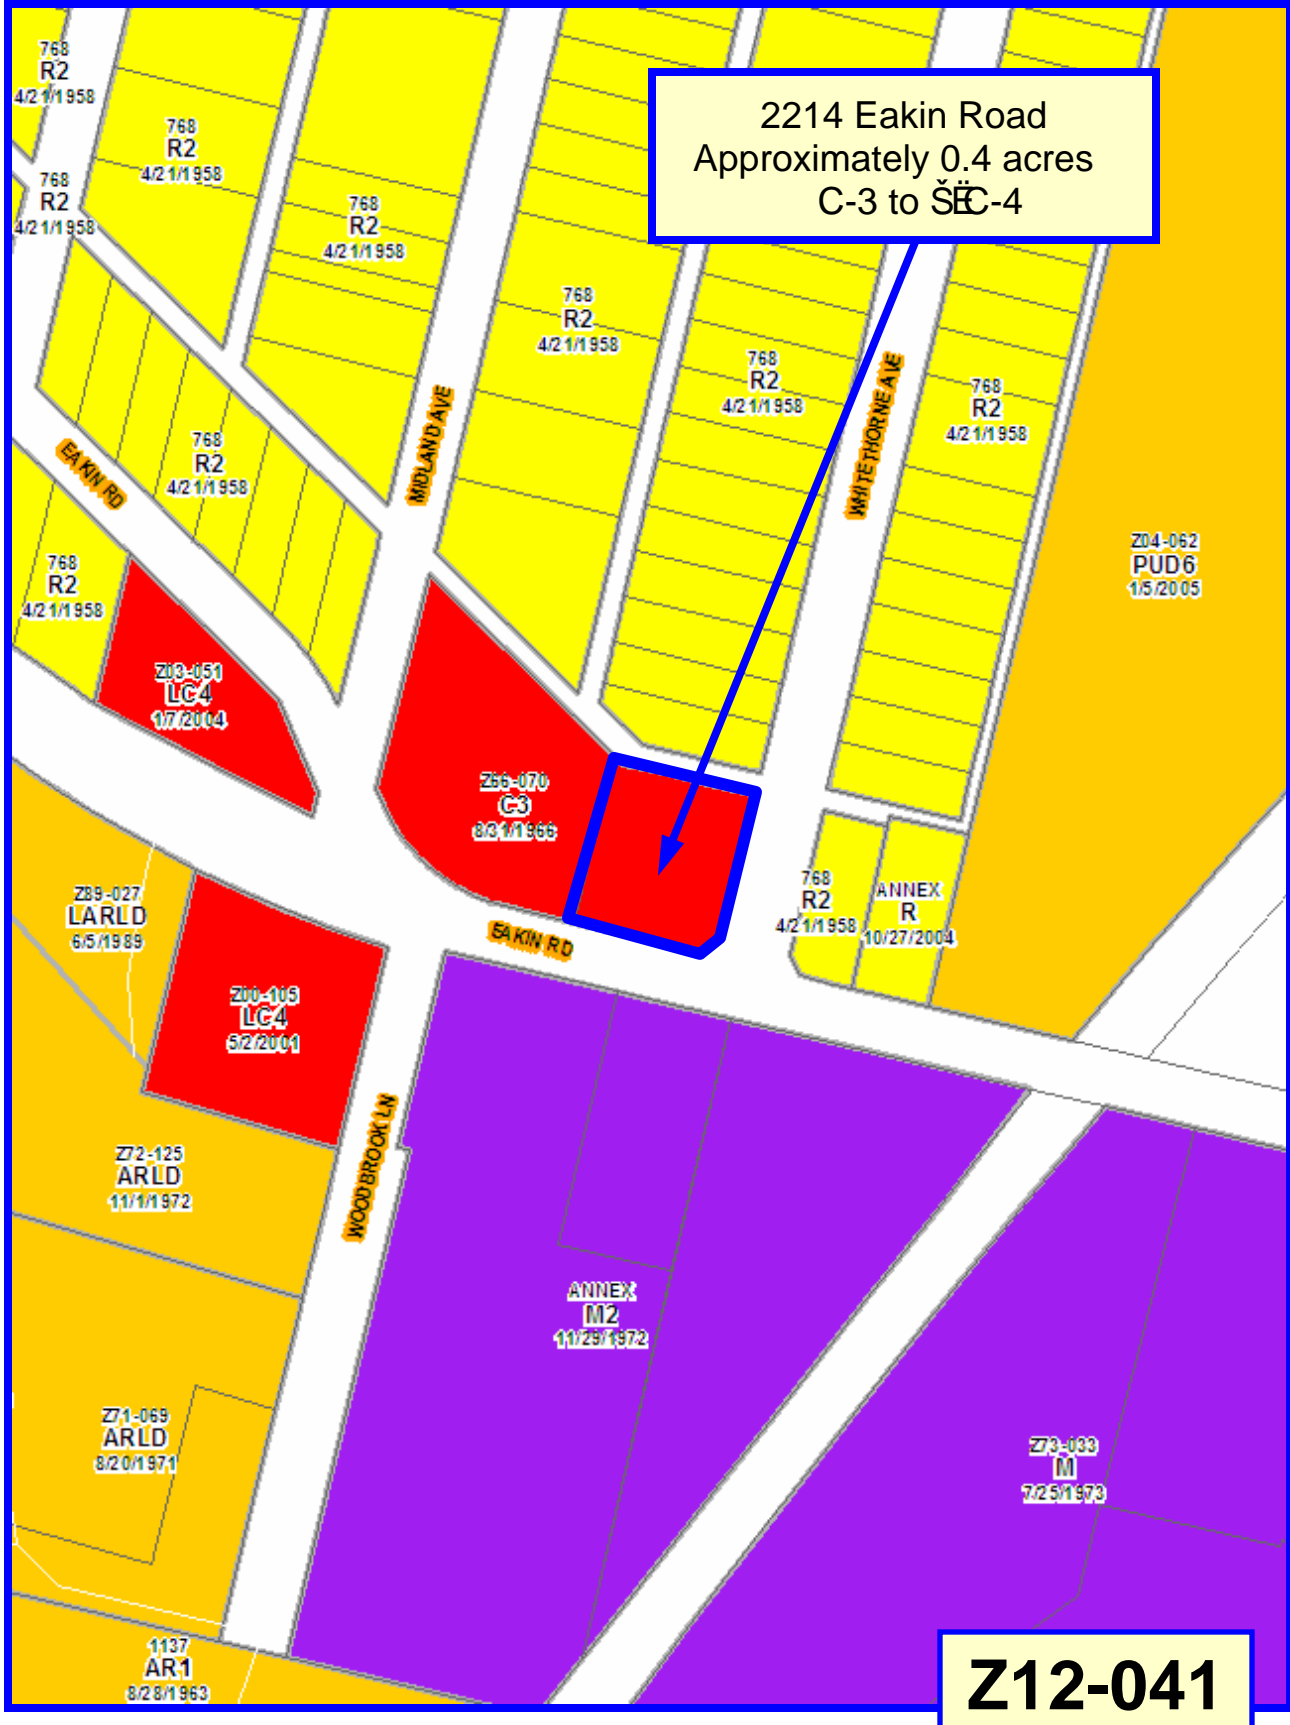 768
R2
4/21/1958
768
R2
4/21/1958
768
R2
4/21/1958
768
R2
4/21/1958
2214 Eakin Road
Approximately 0.4 acres
C-3 to ŠËC-4
768
R2
4/21/1958
768
R2
4/21/1958
768
R2
4/21/1958
WHITETHORNE AVE
MIDLAND AVE
EAKIN RD
768
R2
4/21/1958
768
R2
4/21/1958
Z04-062
PUD6
1/5/2005
Z03-051
LC4
1/7/2004
Z66-070
C3
8/31/1966
768
R2
4/21/1958
ANNEX
R
10/27/2004
Z89-027
LARLD
6/5/1989
EAKIN RD
Z00-105
LC4
5/2/2001
WOODBROOK LN
Z72-125
ARLD
11/1/1972
ANNEX
M2
11/29/1972
Z71-069
ARLD
8/20/1971
Z73-033
M
7/25/1973
1137
AR1
8/28/1963
Z12-041